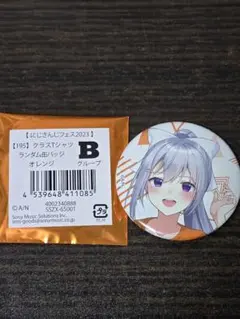 【にじさんじフェス2023】
【195】クラスTシャツ
ランダム缶バッジ
オレンジ
B
グループ
4 539648 411085
©A/N
4002340888
SSZX-65001
Sony Music Solutions Inc.